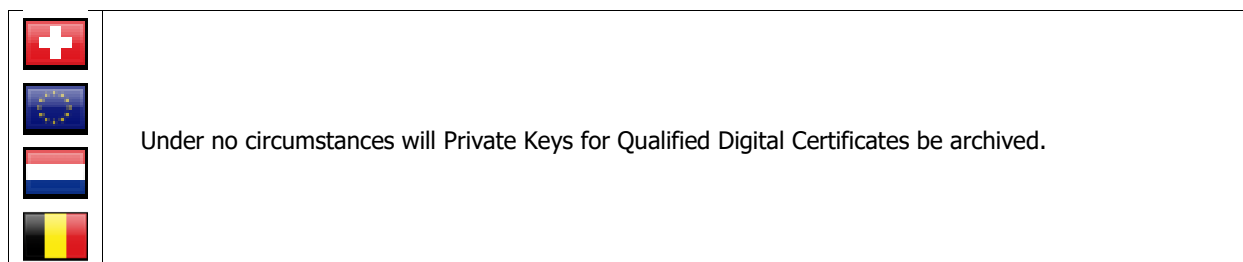 Under no circumstances will Private Keys for Qualified Digital Certificates be archived.